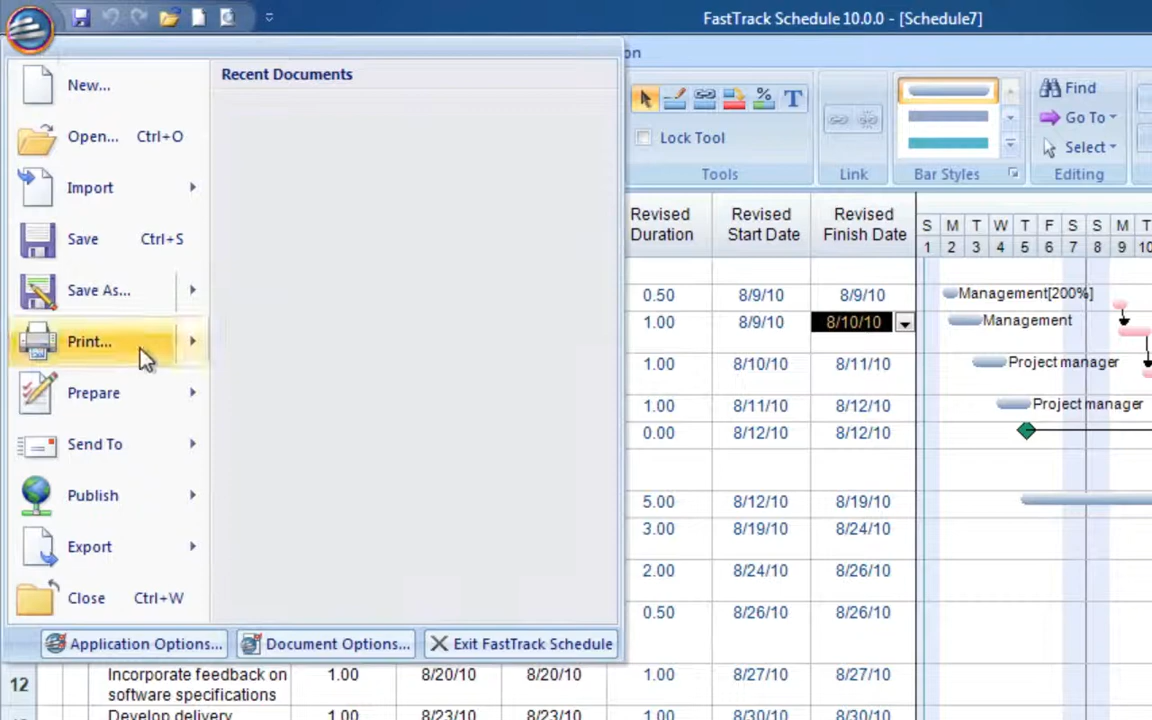 FastTrack Schedule 10.0.0 - [Schedule7]
on
New...
Open... Ctrl+O
Import
Save Ctrl+S
Save As...
Print...
Prepare
Send To
Publish
Export
Close Ctrl+W
Recent Documents
Application Options...
Document Options...
Exit FastTrack Schedule
% T
Lock Tool
Tools
Link
Bar Styles
Find
Go To
Select
Editing
Revised Duration
Revised Start Date
Revised Finish Date
S M T W T F S S M T
1 2 3 4 5 6 7 8 9 10
0.50 8/9/10 8/9/10 Management[200%]
1.00 8/9/10 8/10/10 Management
1.00 8/10/10 8/11/10 Project manager
1.00 8/11/10 8/12/10 Project manager
0.00 8/12/10 8/12/10
5.00 8/12/10 8/19/10
3.00 8/19/10 8/24/10
2.00 8/24/10 8/26/10
0.50 8/26/10 8/26/10
12 Incorporate feedback on 1.00 8/20/10 8/20/10 1.00 8/27/10 8/27/10
software specifications
Develop delivery 1.00 8/23/10 8/23/10 1.00 8/30/10 8/30/10